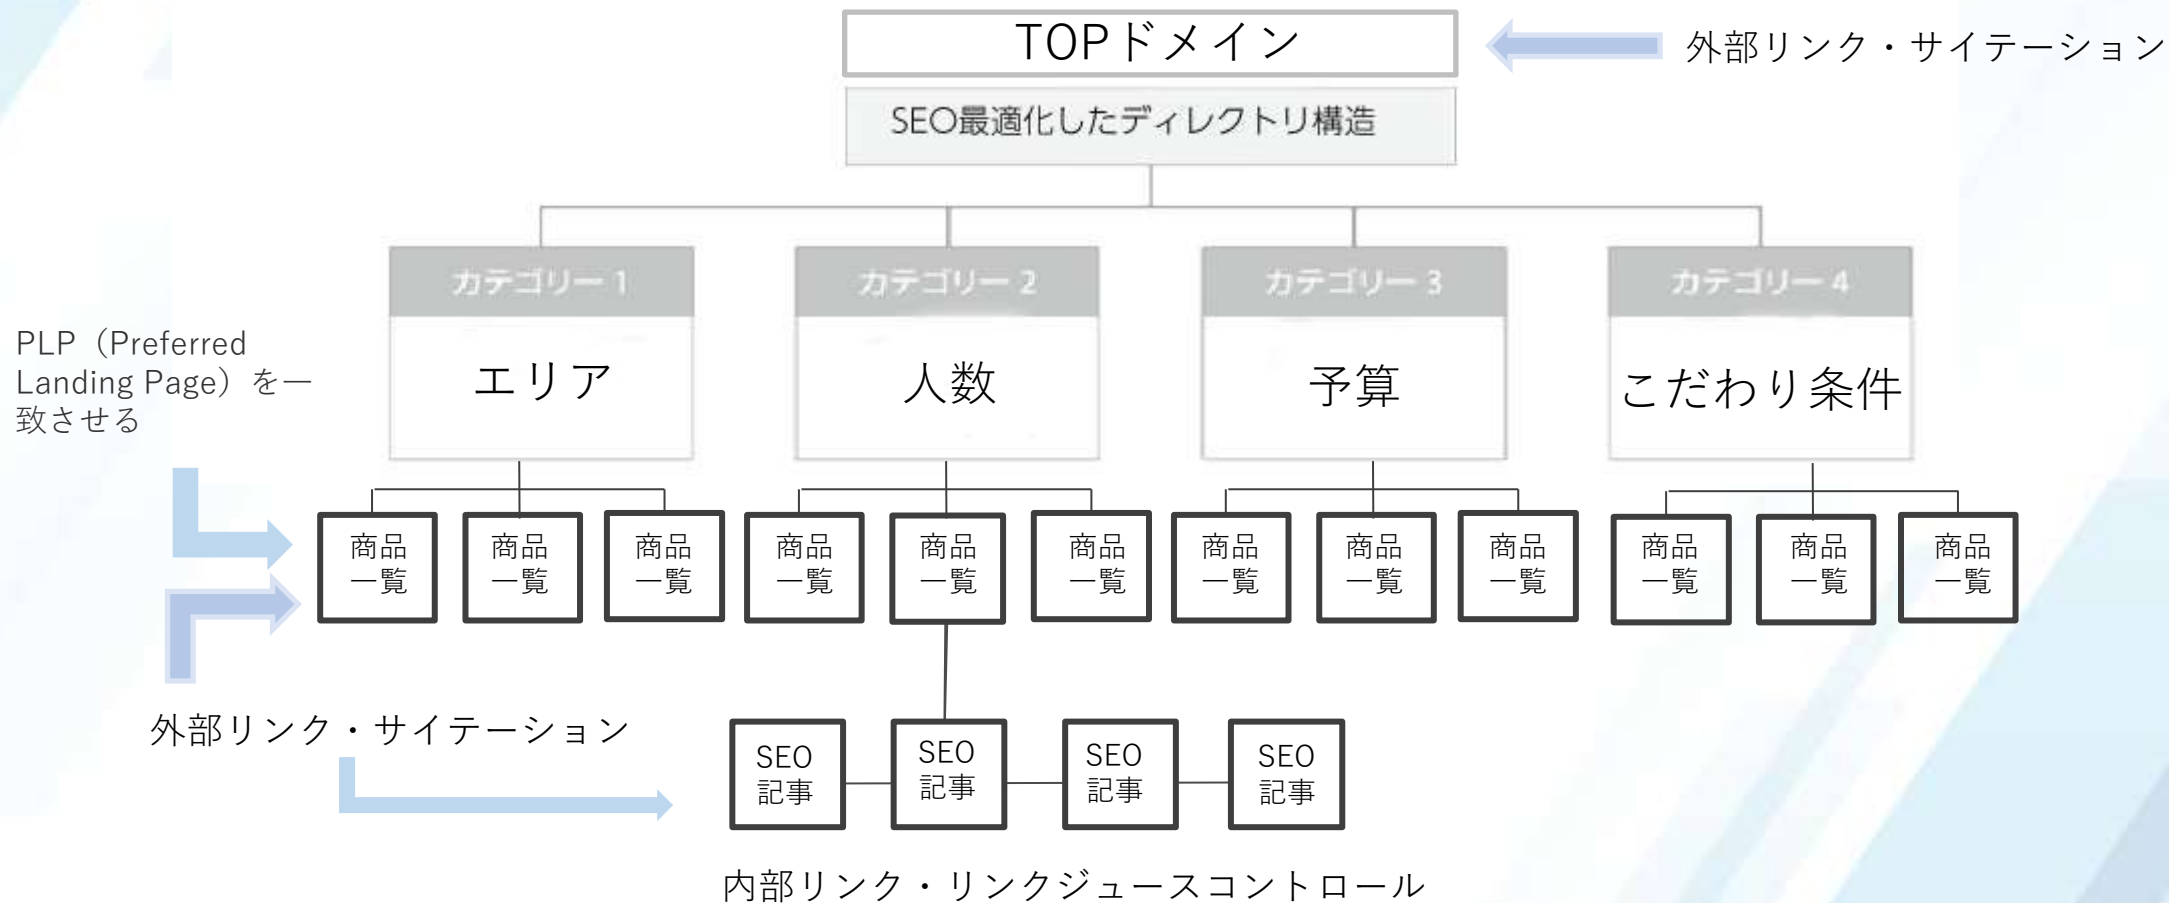 TOPドメイン
外部リンク・サイテーション
SEO最適化したディレクトリ構造
カテゴリー 1
カテゴリー 2
カテゴリー 3
カテゴリー 4
エリア
人数
予算
こだわり条件
PLP（Preferred
Landing Page）を一
致させる
商品
一覧
商品
一覧
商品
一覧
商品
一覧
商品
一覧
商品
一覧
商品
一覧
商品
一覧
商品
一覧
商品
一覧
商品
一覧
商品
一覧
外部リンク・サイテーション
SEO
記事
SEO
記事
SEO
記事
SEO
記事
内部リンク・リンクジュースコントロール